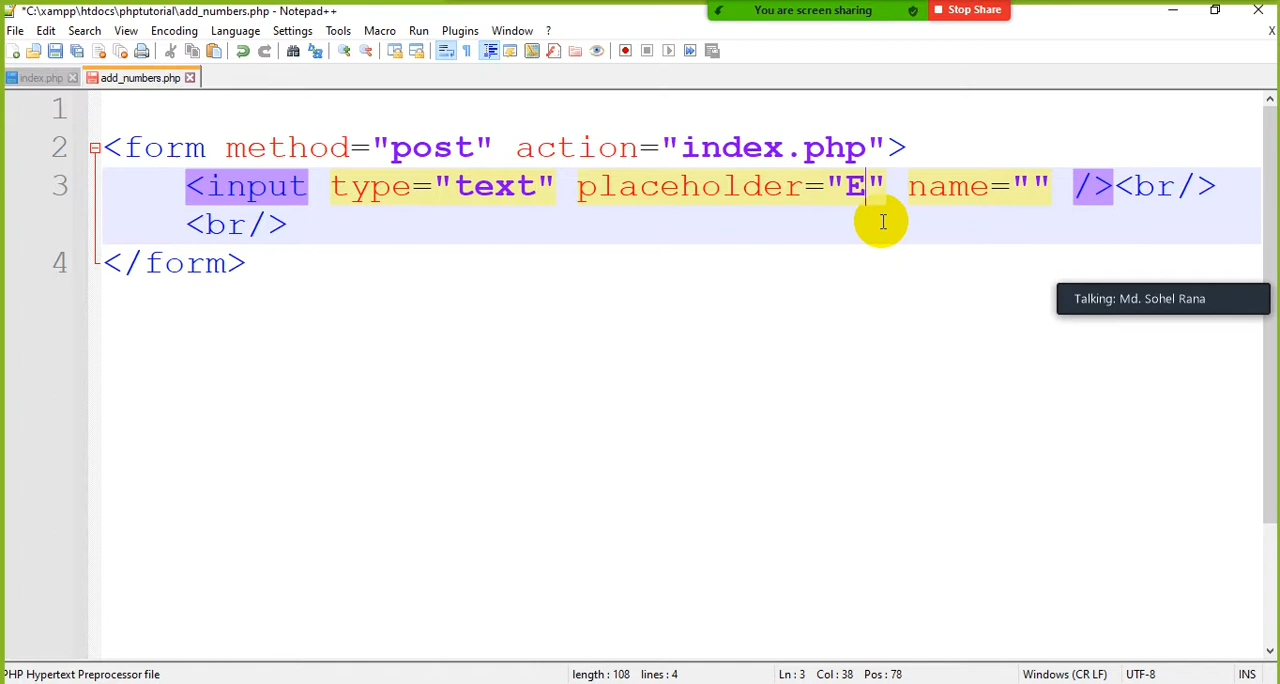 *C:\xampp\htdocs\phptutorial\add_numbers.php - Notepad++
You are screen sharing
Stop Share
File Edit Search View Encoding Language Settings Tools Macro Run Plugins Window ? X
index.php
add_numbers.php
1
2 <form method="post" action="index.php">
3 <input type="text" placeholder="E" name="" /><br/>
<br/>
4 </form>
Talking: Md. Sohel Rana
PHP Hypertext Preprocessor file length : 108 lines : 4 Ln : 3 Col : 38 Pos : 78 Windows (CR LF) UTF-8 INS